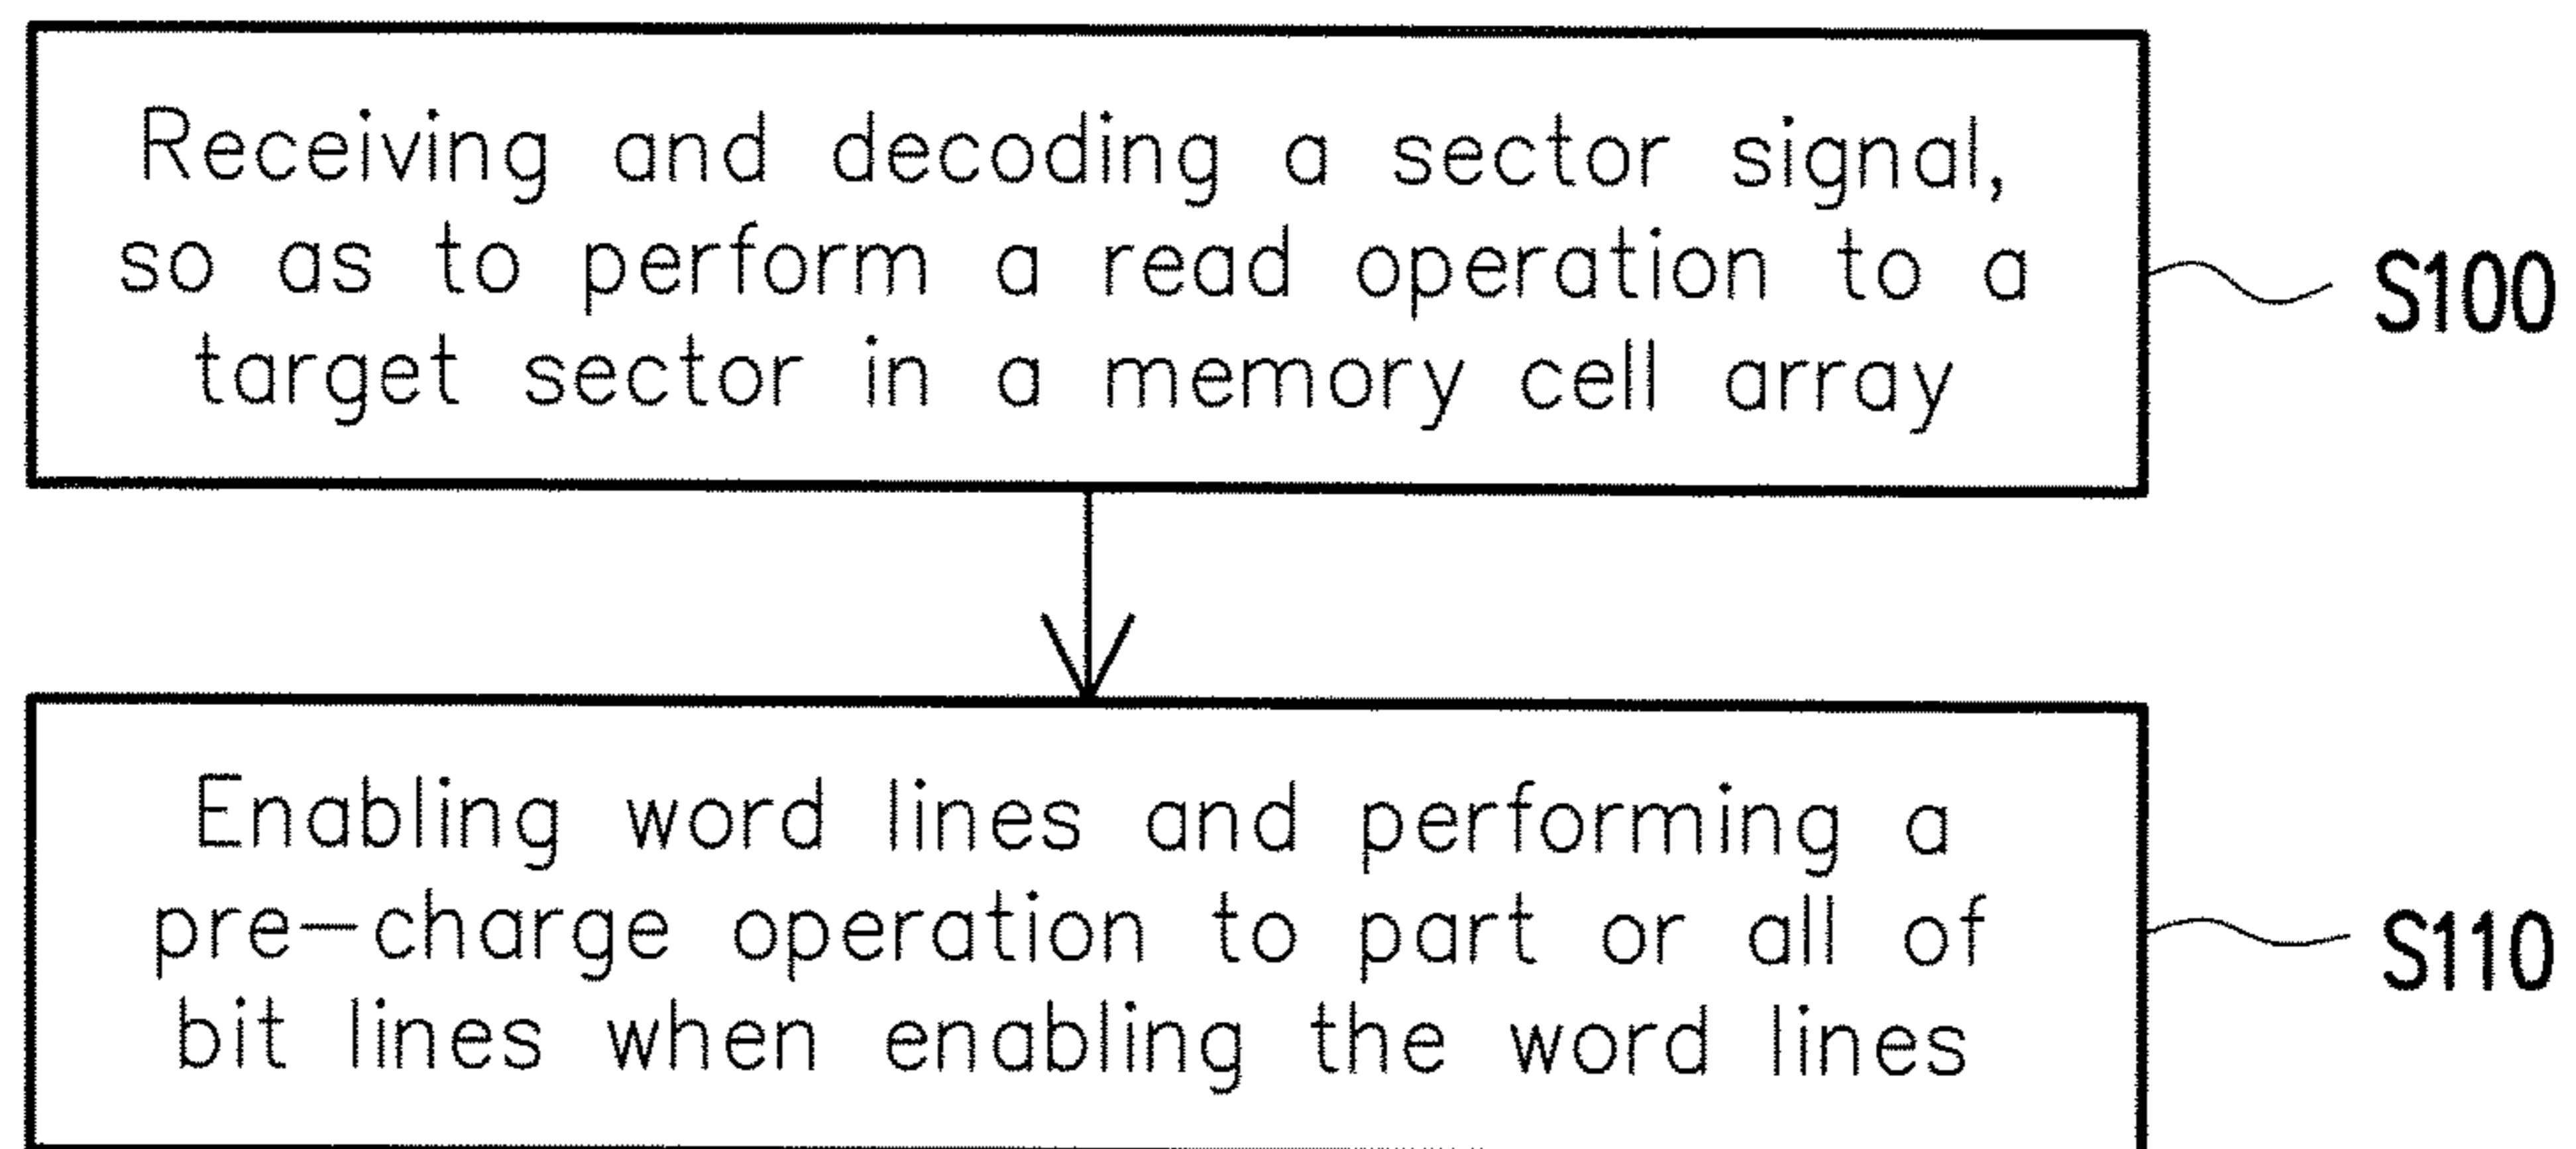 Receiving and decoding a sector signal,
so as to perform a read operation to a
target sector in a memory cell array
S100
Enabling word lines and performing a
pre-charge operation to part or all of
bit lines when enabling the word lines
S110